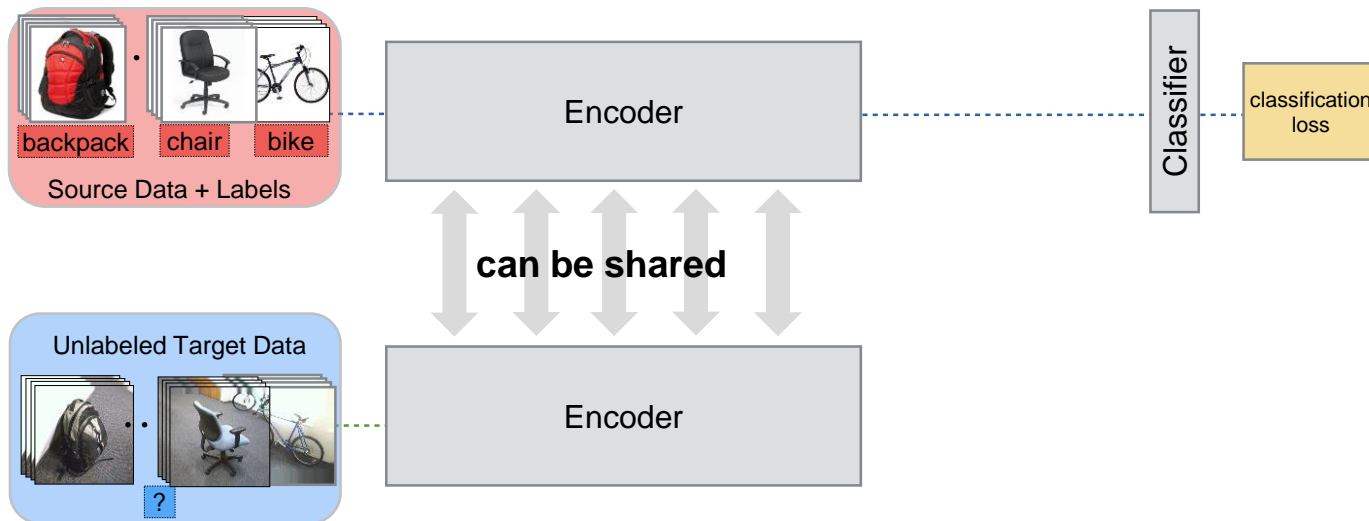 backpack
chair
bike
Source Data + Labels
Encoder
Classifier
classification
loss
can be shared
Unlabeled Target Data
?
Encoder